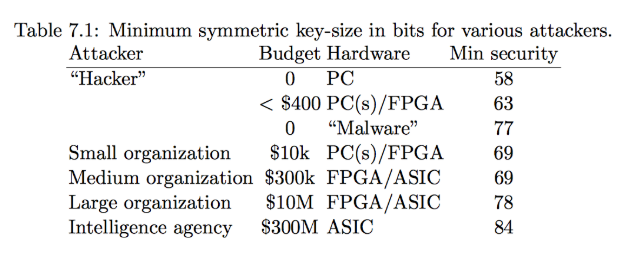 Table 7.1: Minimum symmetric key-size in bits for various attackers.
Attacker Budget Hardware Min security
“Hacker” 0 PC 58
< $400 PC(s)/FPGA 63
0 “Malware” 77
Small organization $10k PC(s)/FPGA 69
Medium organization $300k FPGA/ASIC 69
Large organization $10M FPGA/ASIC 78
Intelligence agency $300M ASIC 84